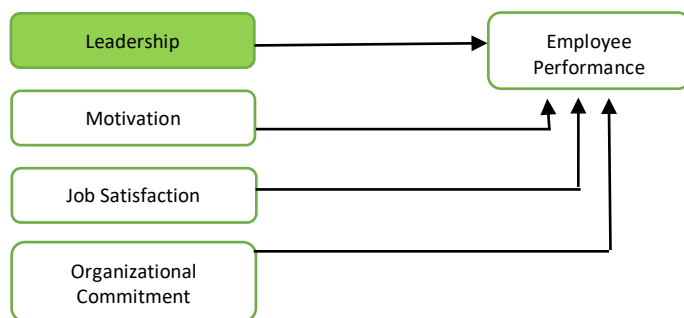 Leadership
Employee
Performance
Motivation
Job Satisfaction
Organizational
Commitment